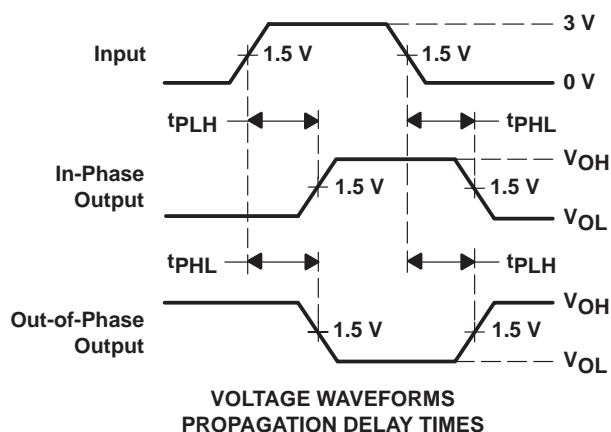 3 V
Input
1.5 V
1.5 V
0 V
tPLH
tPHL
In-Phase
Output
VOH
1.5 V
1.5 V
VOL
tPHL
tPLH
Out-of-Phase
Output
VOH
1.5 V
1.5 V
VOL
VOLTAGE WAVEFORMS
PROPAGATION DELAY TIMES